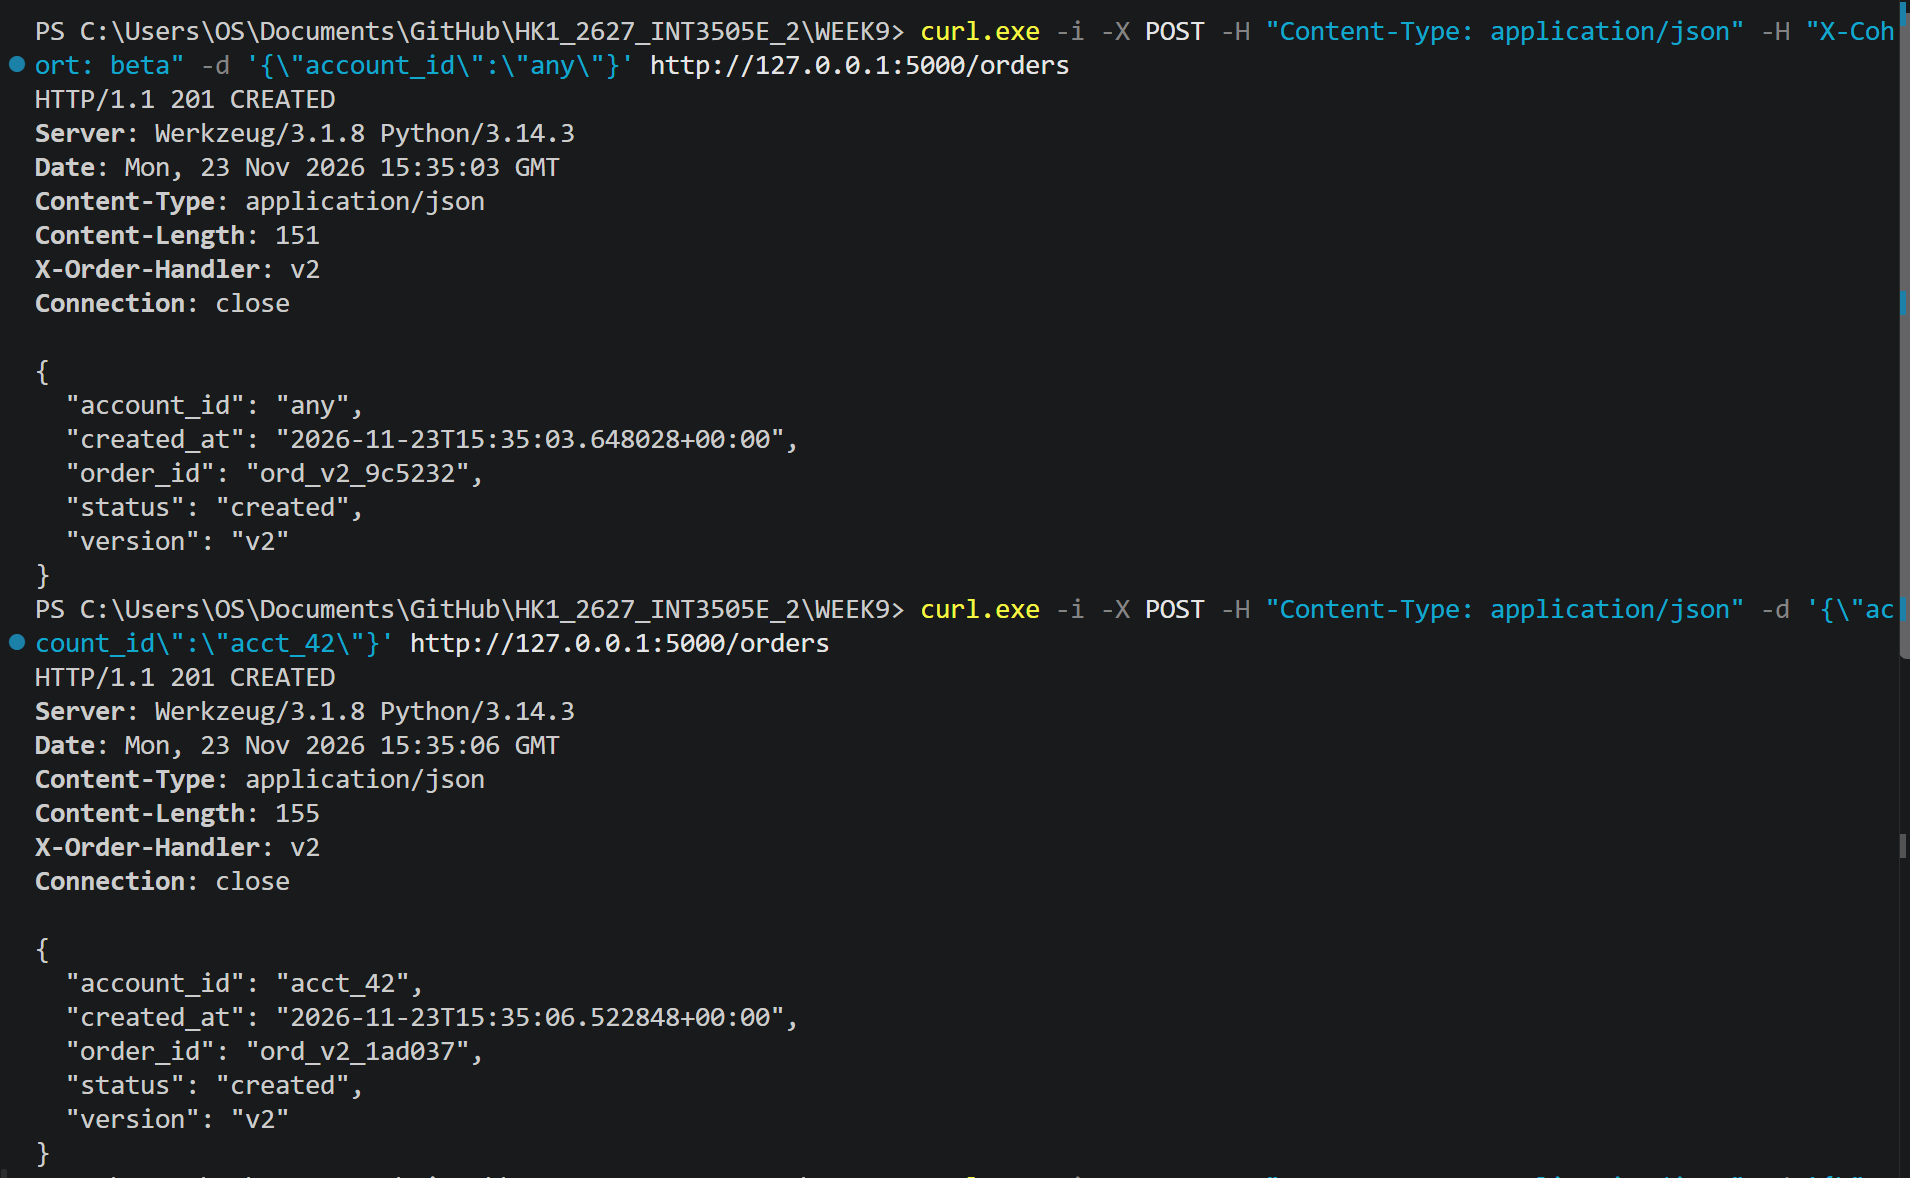 PS C:\Users\OS\Documents\GitHub\HK1_2627_INT3505E_2\WEEK9> curl.exe -i -X POST -H "Content-Type: application/json" -H "X-Coh
ort: beta" -d '{\"account_id\":\"any\"}' http://127.0.0.1:5000/orders
HTTP/1.1 201 CREATED
Server: Werkzeug/3.1.8 Python/3.14.3
Date: Mon, 23 Nov 2026 15:35:03 GMT
Content-Type: application/json
Content-Length: 151
X-Order-Handler: v2
Connection: close

{
  "account_id": "any",
  "created_at": "2026-11-23T15:35:03.648028+00:00",
  "order_id": "ord_v2_9c5232",
  "status": "created",
  "version": "v2"
}
PS C:\Users\OS\Documents\GitHub\HK1_2627_INT3505E_2\WEEK9> curl.exe -i -X POST -H "Content-Type: application/json" -d '{\"ac
count_id\":\"acct_42\"}' http://127.0.0.1:5000/orders
HTTP/1.1 201 CREATED
Server: Werkzeug/3.1.8 Python/3.14.3
Date: Mon, 23 Nov 2026 15:35:06 GMT
Content-Type: application/json
Content-Length: 155
X-Order-Handler: v2
Connection: close

{
  "account_id": "acct_42",
  "created_at": "2026-11-23T15:35:06.522848+00:00",
  "order_id": "ord_v2_1ad037",
  "status": "created",
  "version": "v2"
}